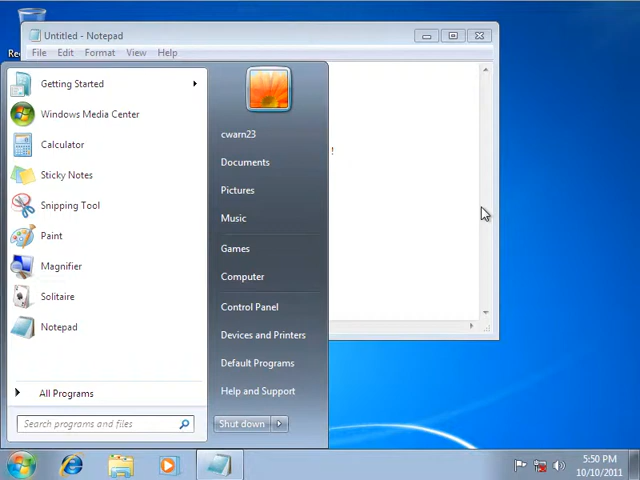 Untitled - Notepad
File Edit Format View Help
!
Getting Started
Windows Media Center
Calculator
Sticky Notes
Snipping Tool
Paint
Magnifier
Solitaire
Notepad
All Programs
Search programs and files
cwarn23
Documents
Pictures
Music
Games
Computer
Control Panel
Devices and Printers
Default Programs
Help and Support
Shut down
5:50 PM
10/10/2011